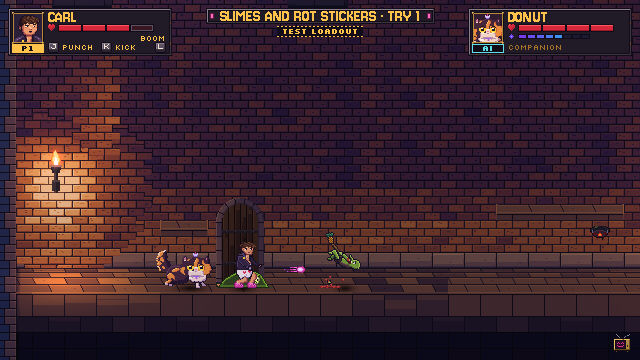 CARL
P1
J PUNCH K KICK
BOOM
L
SLIMES AND ROT STICKERS · TRY 1
TEST LOADOUT
DONUT
AI
COMPANION